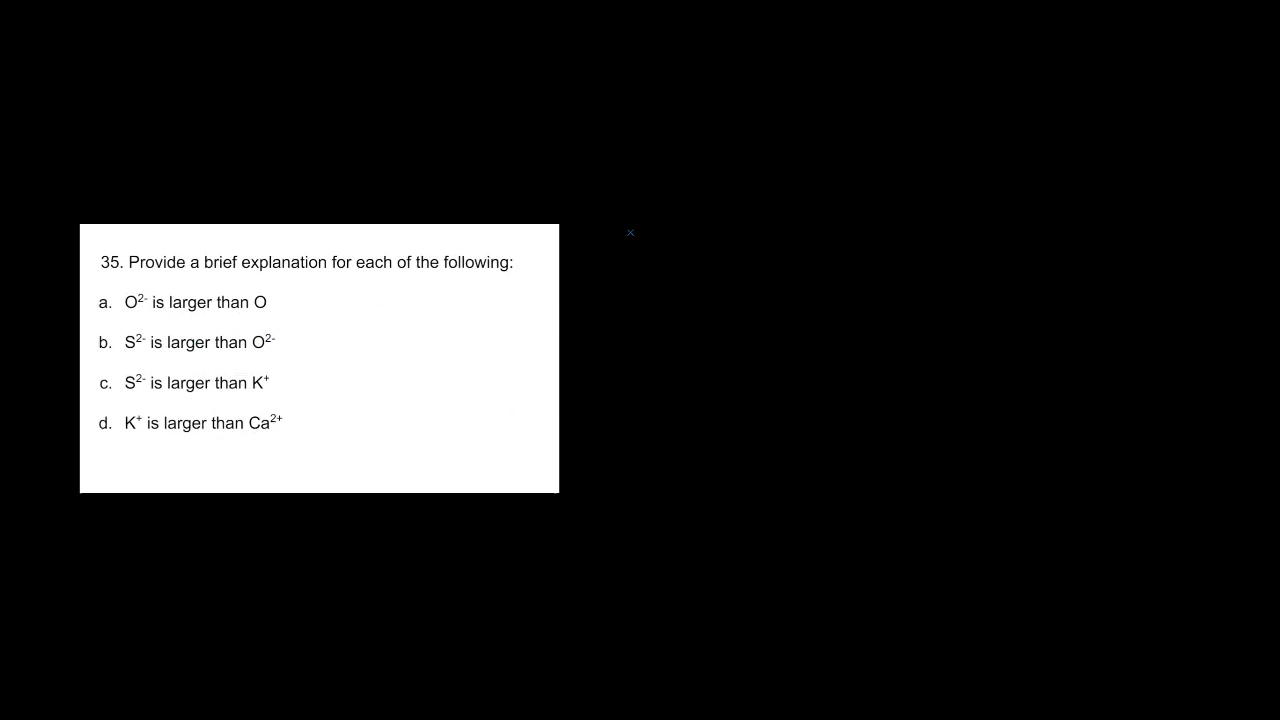 35. Provide a brief explanation for each of the following:
a. O²⁻ is larger than O
b. S²⁻ is larger than O²⁻
c. S²⁻ is larger than K⁺
d. K⁺ is larger than Ca²⁺